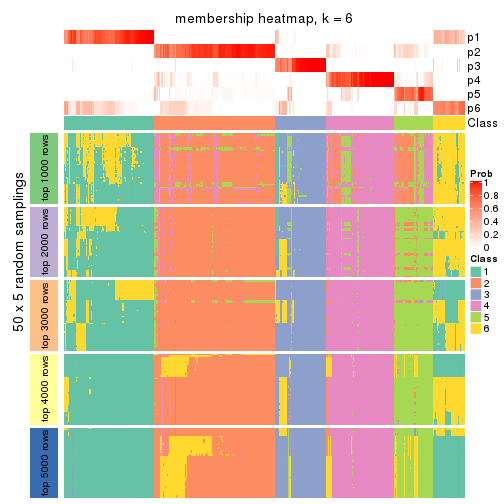 membership heatmap, k = 6
p1
p2
p3
p4
p5
p6
Class
50 x 5 random samplings
top 1000 rows
top 2000 rows
top 3000 rows
top 4000 rows
top 5000 rows
Prob
1
0.8
0.6
0.4
0.2
0
Class
1
2
3
4
5
6